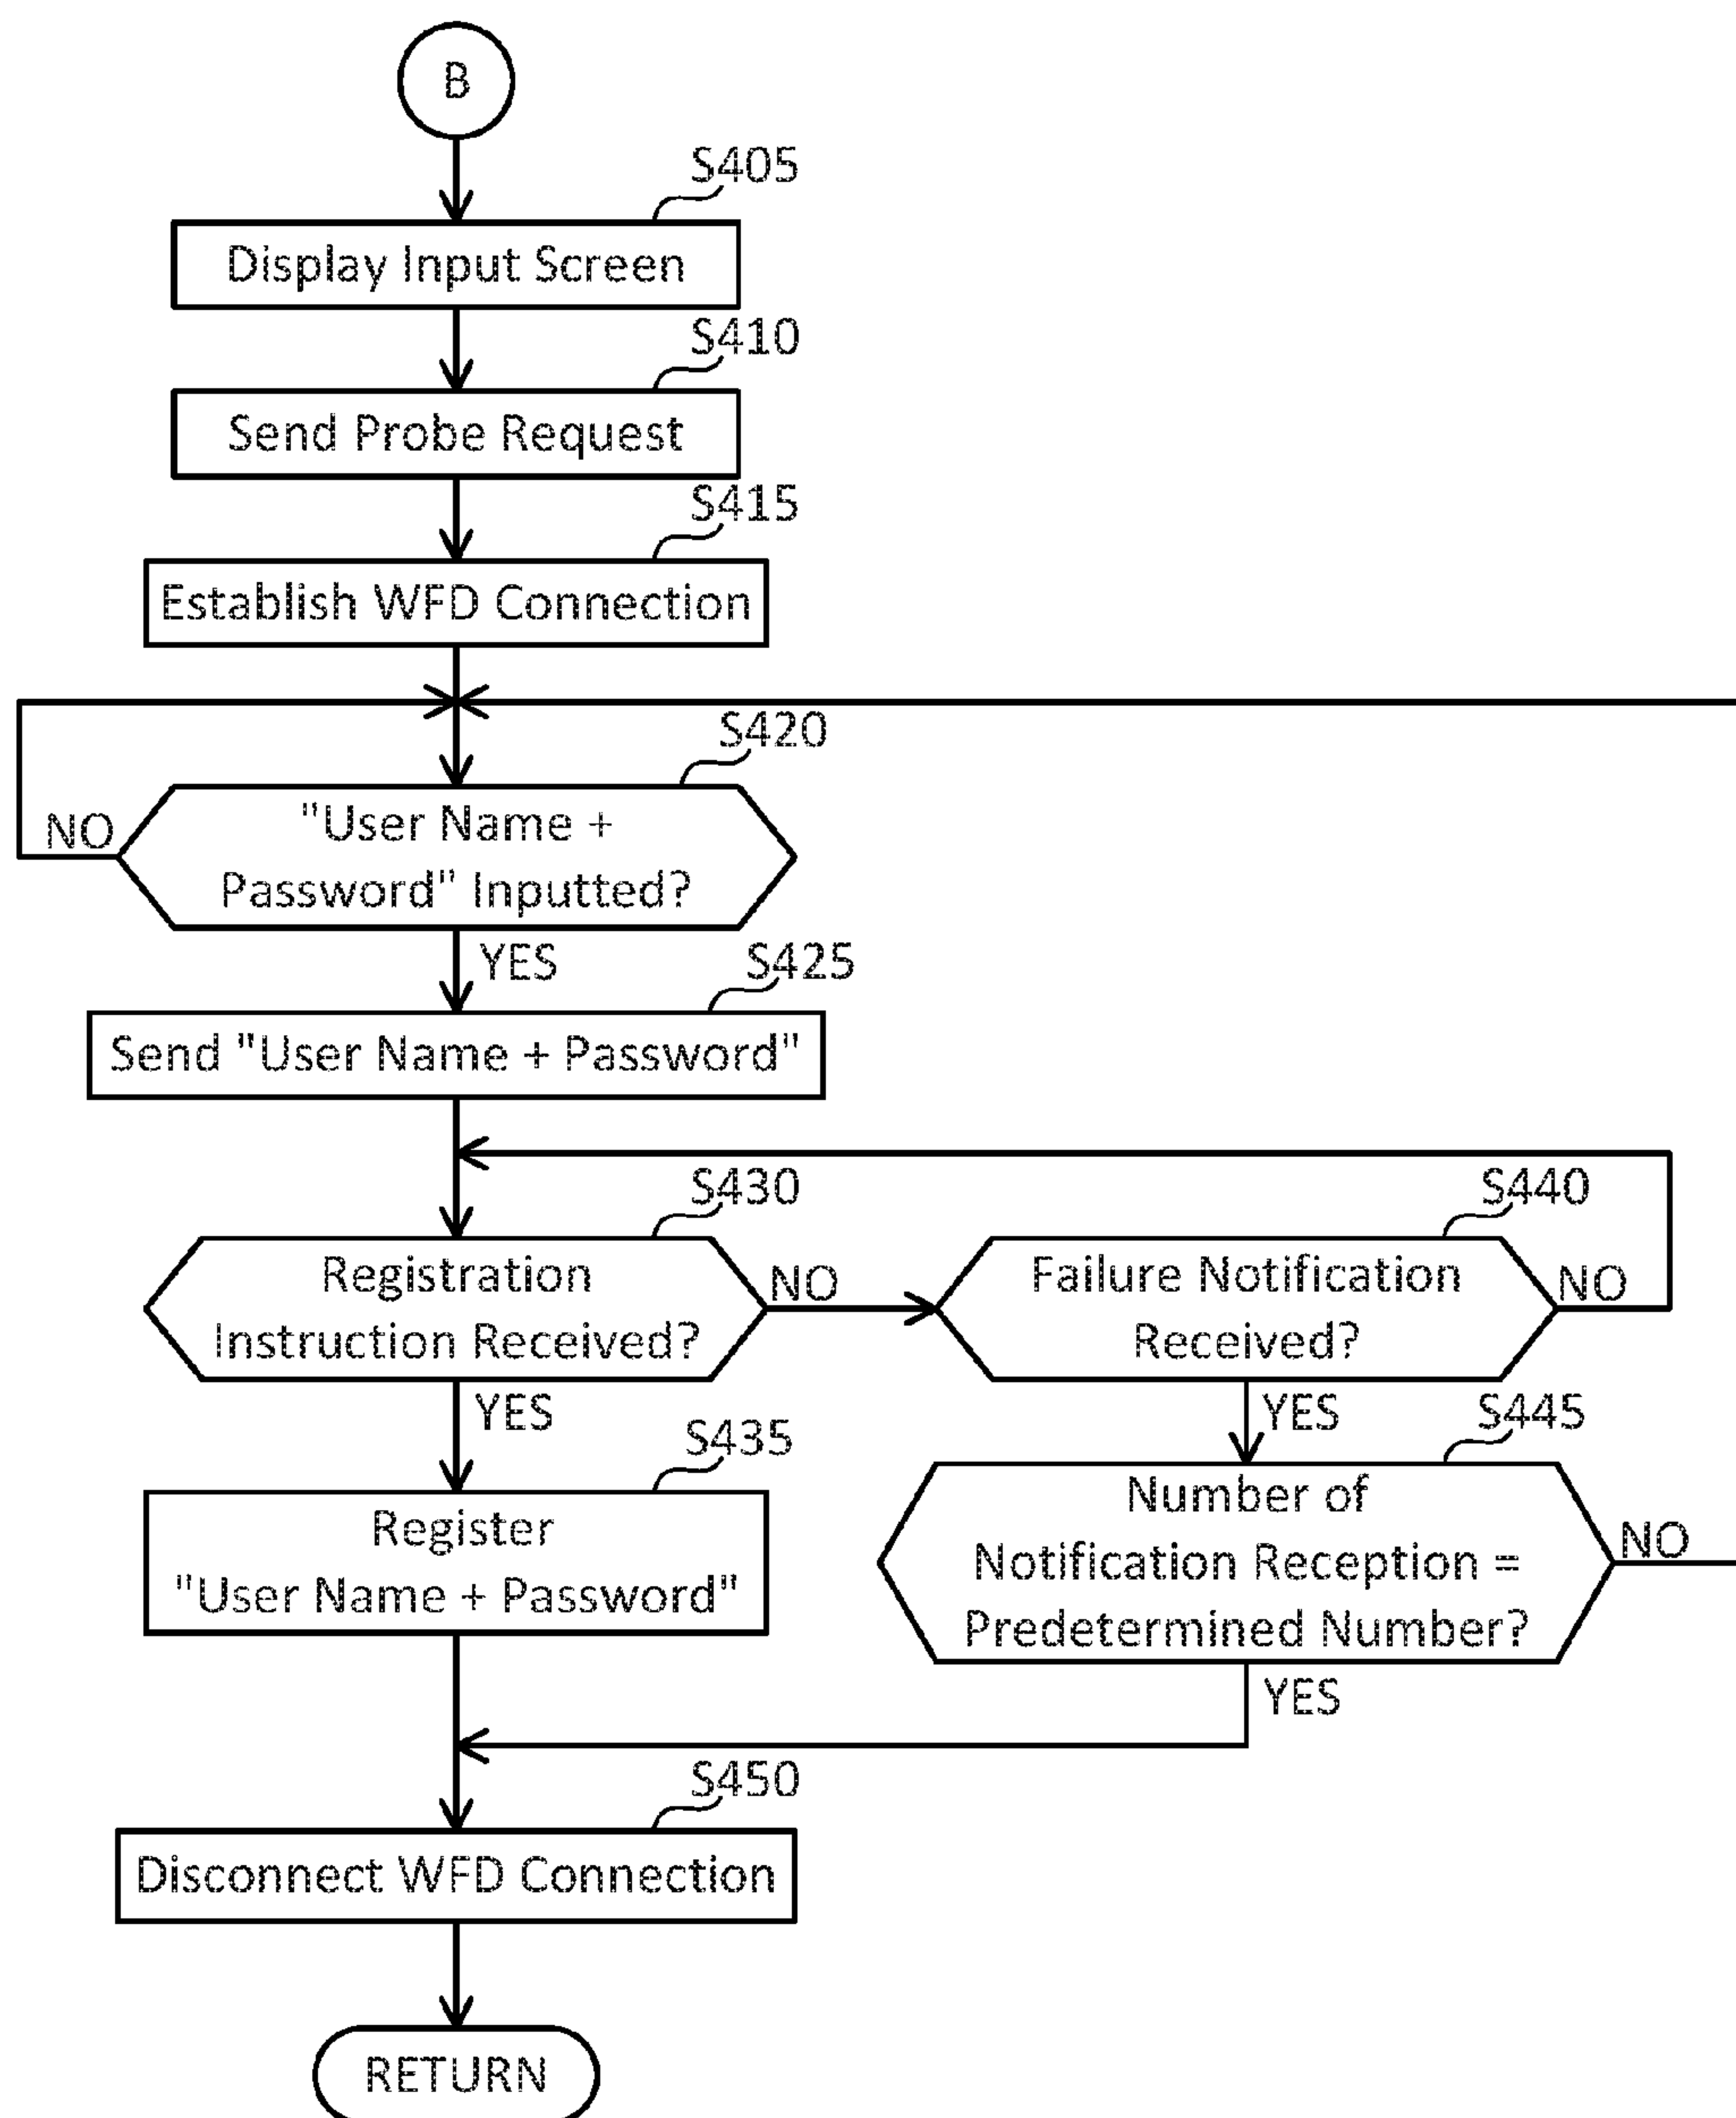 B
S405
Display Input Screen
S410
Send Probe Request
S415
Establish WFD Connection
S420
"User Name +
Password" Inputted?
NO
YES
S425
Send "User Name + Password"
S430
Registration
Instruction Received?
NO
YES
S440
Failure Notification
Received?
NO
YES
S435
Register
"User Name + Password"
S445
Number of
Notification Reception =
Predetermined Number?
NO
YES
S450
Disconnect WFD Connection
RETURN